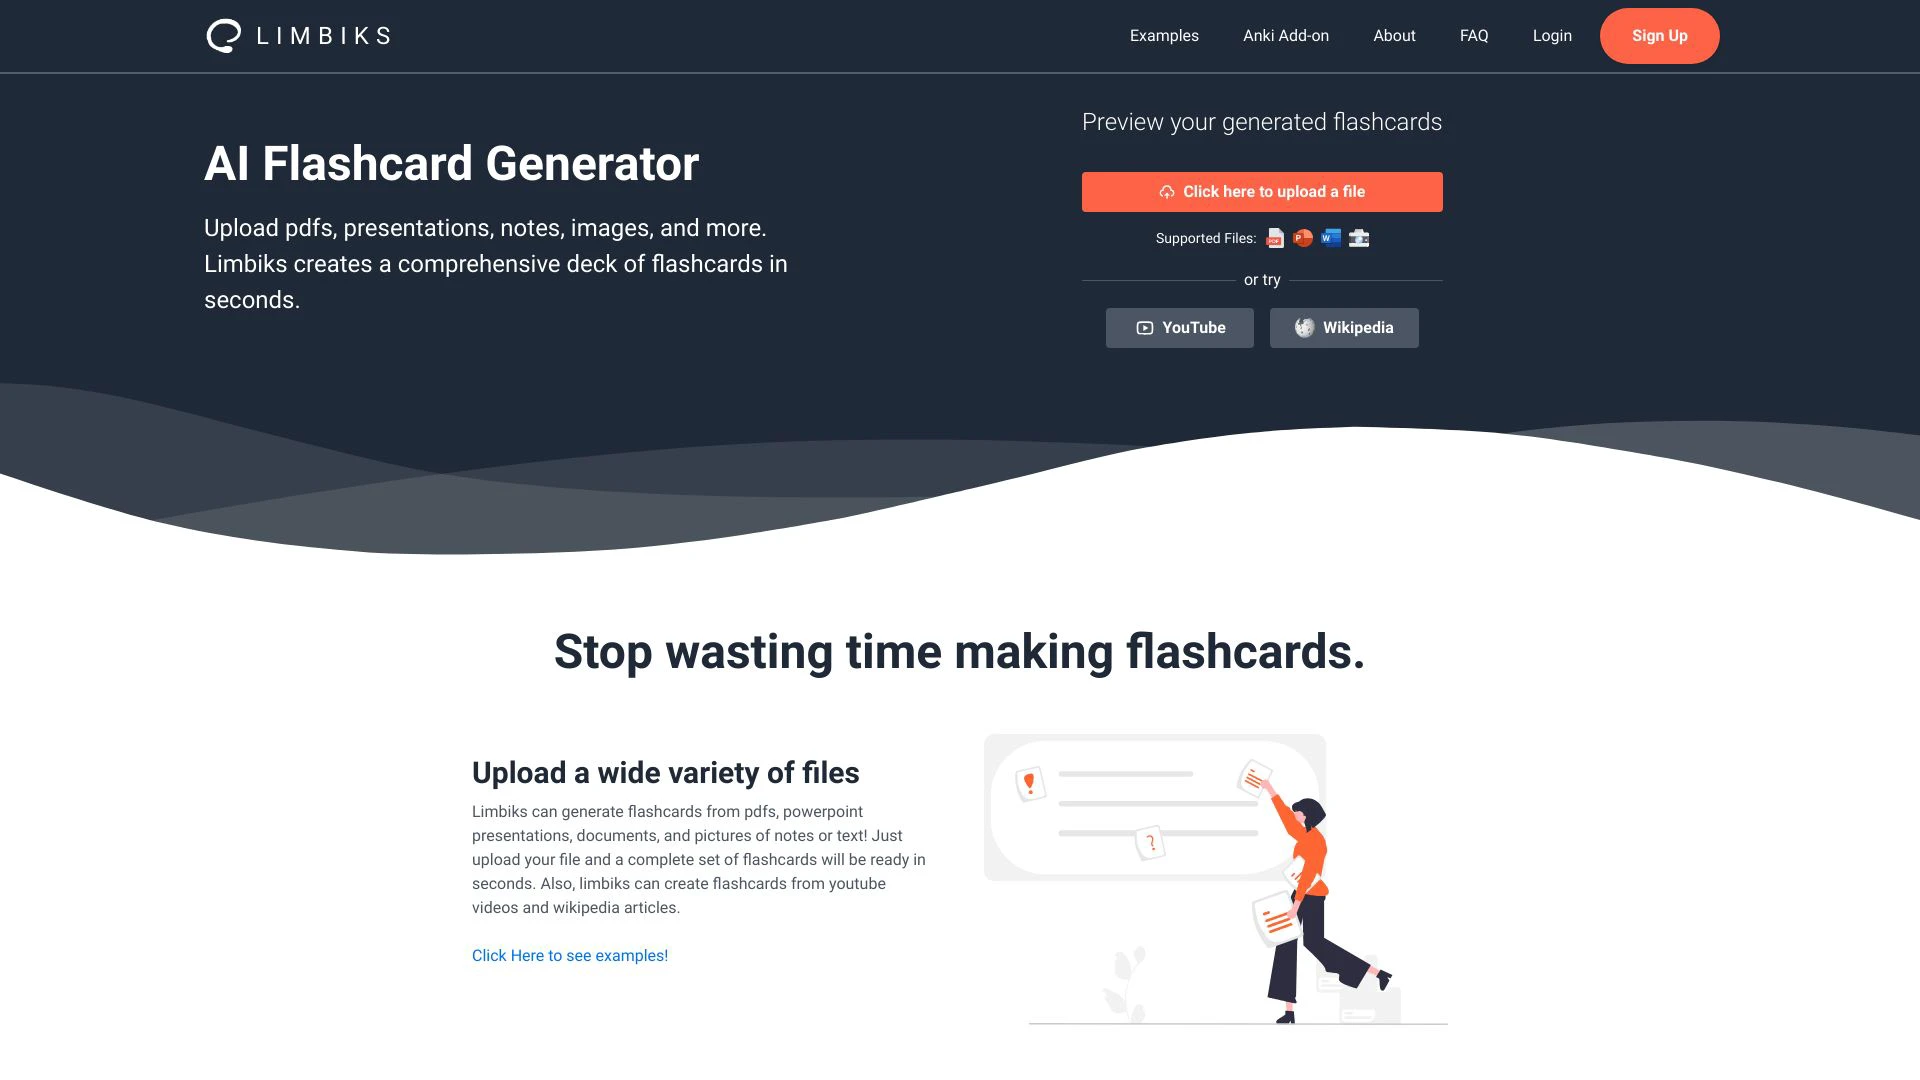 LIMBIKS
Examples
Anki Add-on
About
FAQ
Login
Sign Up
AI Flashcard Generator
Upload pdfs, presentations, notes, images, and more.
Limbiks creates a comprehensive deck of flashcards in
seconds.
Preview your generated flashcards
Click here to upload a file
Supported Files:
PDF
P
W
or try
YouTube
Wikipedia
Stop wasting time making flashcards.
Upload a wide variety of files
Limbiks can generate flashcards from pdfs, powerpoint
presentations, documents, and pictures of notes or text! Just
upload your file and a complete set of flashcards will be ready in
seconds. Also, limbiks can create flashcards from youtube
videos and wikipedia articles.
Click Here to see examples!
!
?